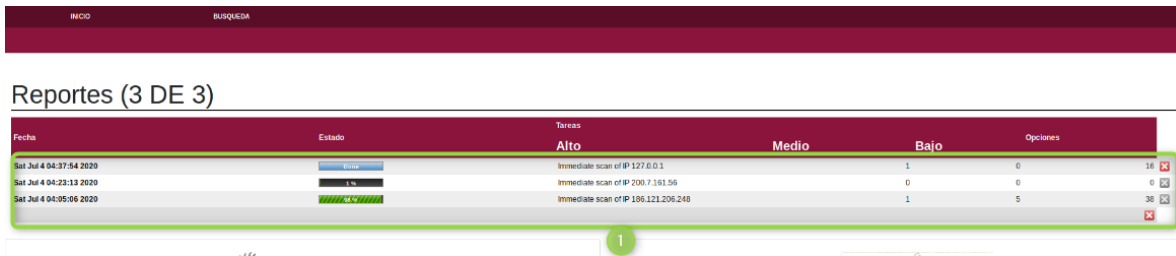 INICIO BUSQUEDA
Reportes (3 DE 3)
Tareas
Fecha Estado Opciones
Alto Medio Bajo
Sat Jul 4 04:37:54 2020 Done Immediate scan of IP 127.0.0.1 1 0 16
Sat Jul 4 04:23:13 2020 1 % Immediate scan of IP 200.7.161.56 0 0 0
Sat Jul 4 04:05:06 2020 Immediate scan of IP 186.121.206.248 1 5 38
1